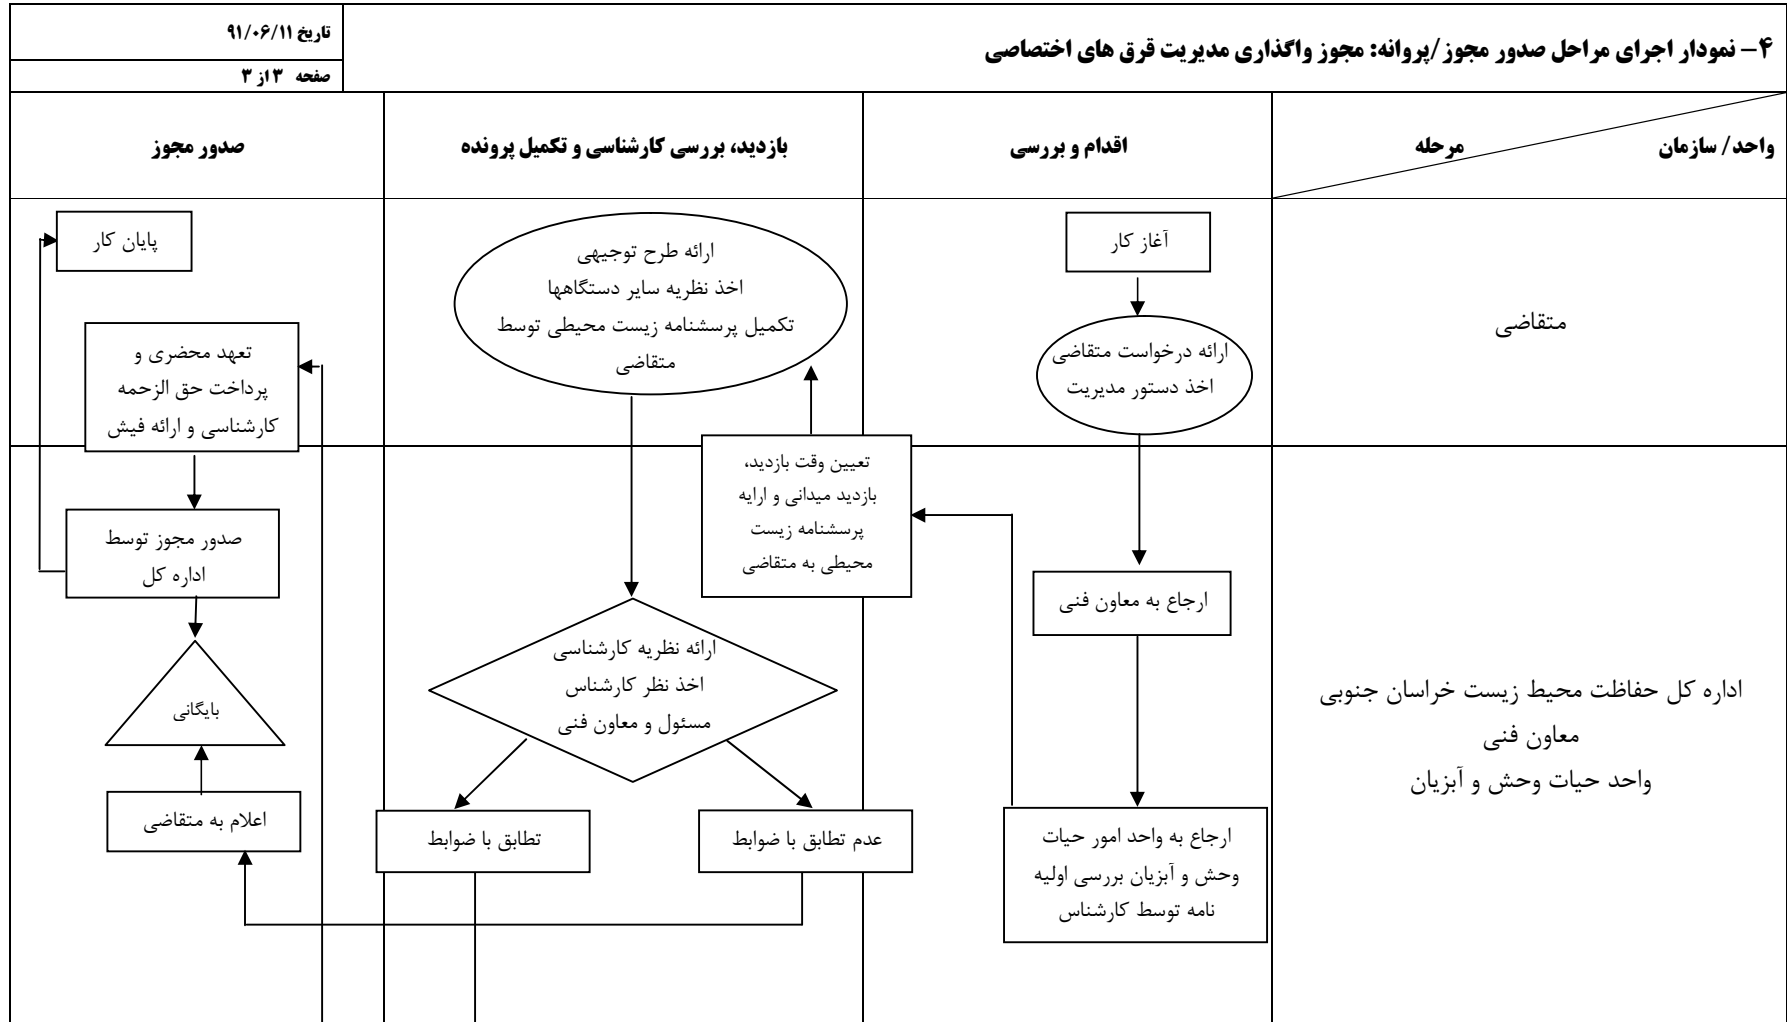 ۴- نمودار اجرای مراحل صدور مجوز /پروانه: مجوز واگذاری مدیریت قرق های اختصاصی
تاریخ ۹۱/۰۶/۱۱
صفحه ۳ از ۳
واحد/ سازمان
مرحله
اقدام و بررسی
بازدید، بررسی کارشناسی و تکمیل پرونده
صدور مجوز
متقاضی
آغاز کار
ارائه درخواست متقاضی
اخذ دستور مدیریت
ارائه طرح توجیهی
اخذ نظریه سایر دستگاهها
تکمیل پرسشنامه زیست محیطی توسط
متقاضی
پایان کار
تعهد محضری و
پرداخت حق الزحمه
کارشناسی و ارائه فیش
اداره کل حفاظت محیط زیست خراسان جنوبی
معاون فنی
واحد حیات وحش و آبزیان
ارجاع به معاون فنی
ارجاع به واحد امور حیات
وحش و آبزیان بررسی اولیه
نامه توسط کارشناس
تعیین وقت بازدید،
بازدید میدانی و ارایه
پرسشنامه زیست
محیطی به متقاضی
ارائه نظریه کارشناسی
اخذ نظر کارشناس
مسئول و معاون فنی
عدم تطابق با ضوابط
تطابق با ضوابط
صدور مجوز توسط
اداره کل
بایگانی
اعلام به متقاضی